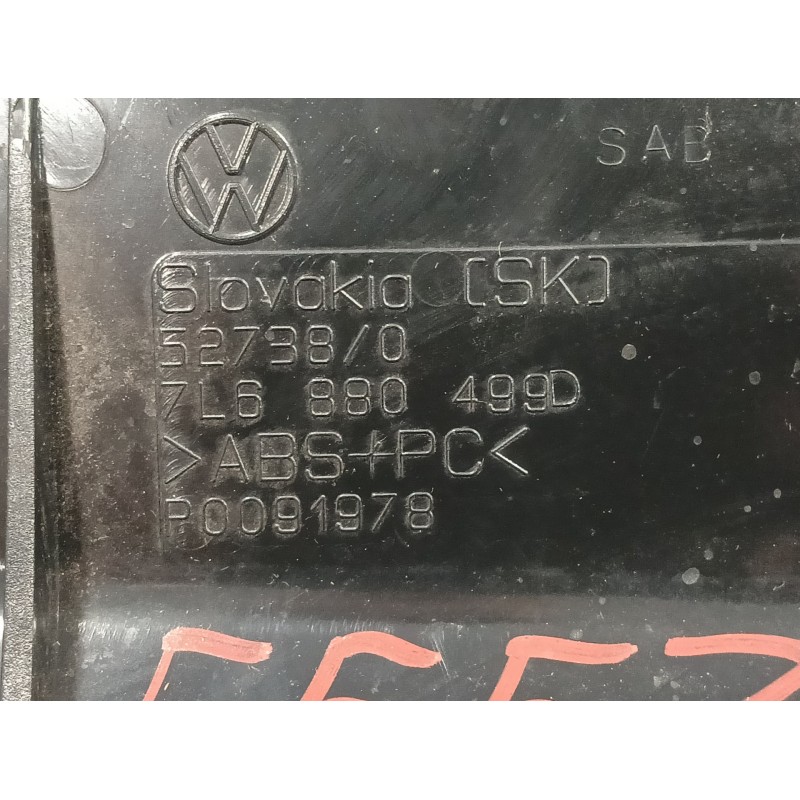 SAB
Slovakia (SK)
52738/0
7L6 880 499D
>ABS+PC<
P0091978